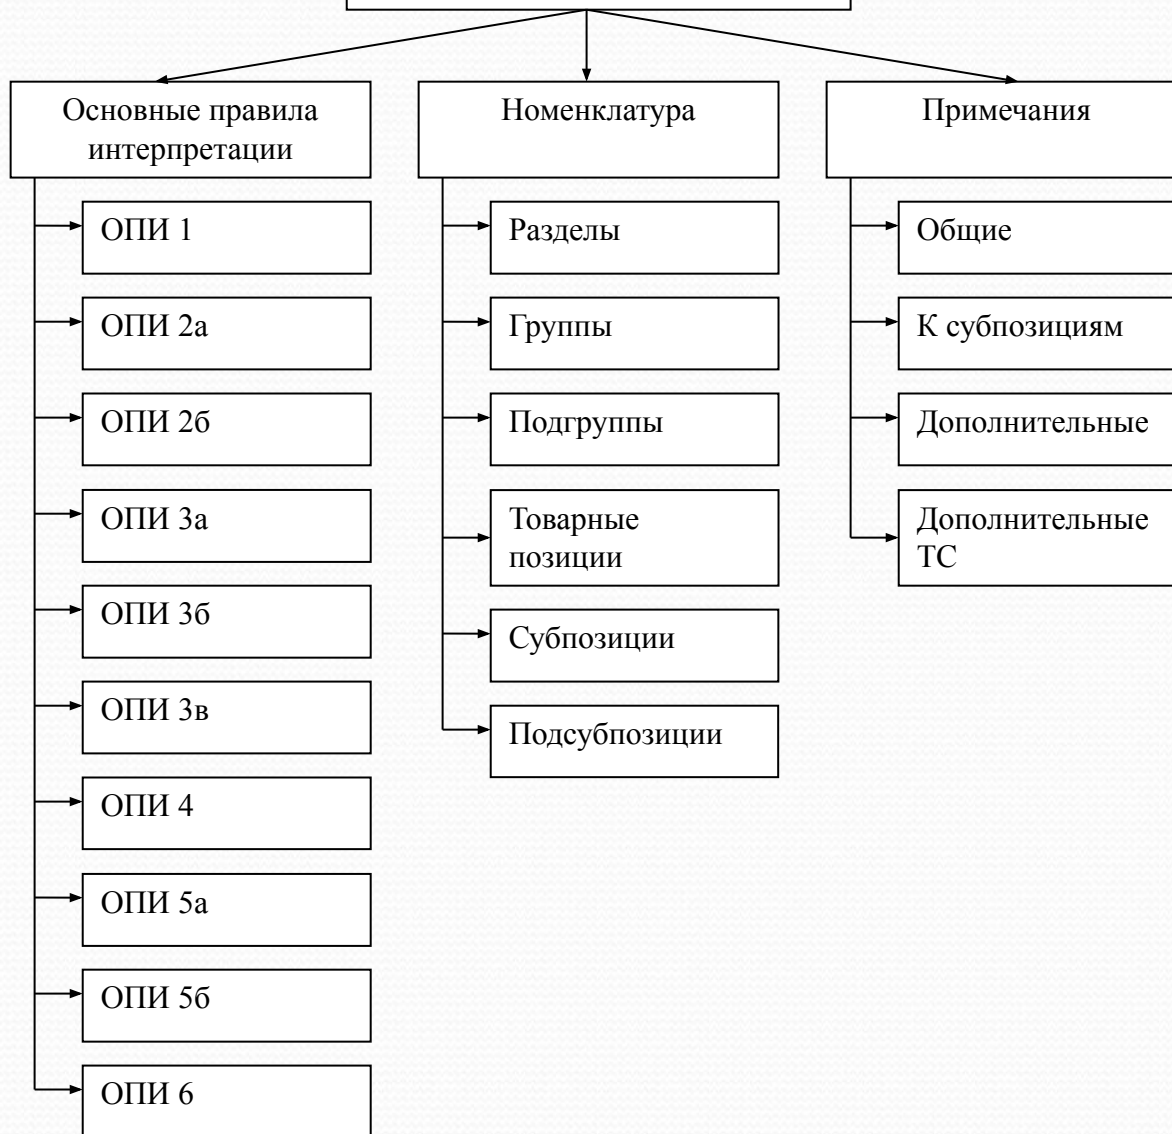 Основные правила
интерпретации
ОПИ 1
ОПИ 2а
ОПИ 2б
ОПИ 3а
ОПИ 3б
ОПИ 3в
ОПИ 4
ОПИ 5а
ОПИ 5б
ОПИ 6
Номенклатура
Разделы
Группы
Подгруппы
Товарные
позиции
Субпозиции
Подсубпозиции
Примечания
Общие
К субпозициям
Дополнительные
Дополнительные
ТС